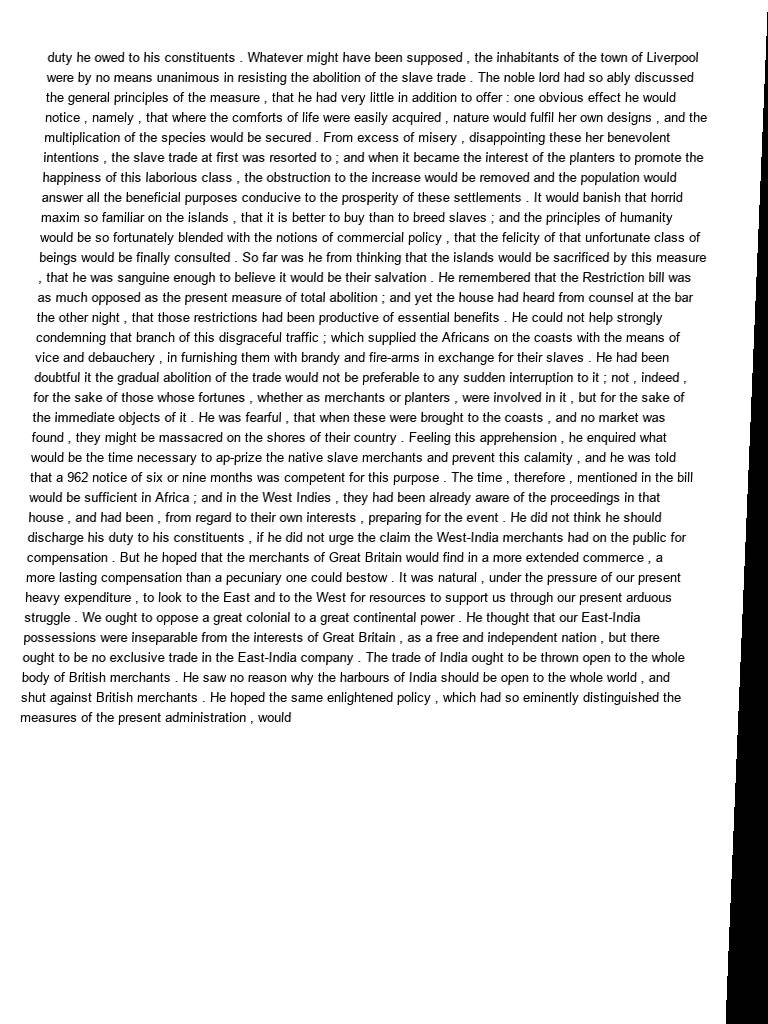 duty he owed to his constituents . Whatever might have been supposed , the inhabitants of the town of Liverpool
were by no means unanimous in resisting the abolition of the slave trade . The noble lord had so ably discussed
the general principles of the measure , that he had very little in addition to offer : one obvious effect he would
notice , namely , that where the comforts of life were easily acquired , nature would fulfil her own designs , and the
multiplication of the species would be secured . From excess of misery , disappointing these her benevolent
intentions , the slave trade at first was resorted to ; and when it became the interest of the planters to promote the
happiness of this laborious class , the obstruction to the increase would be removed and the population would
answer all the beneficial purposes conducive to the prosperity of these settlements . It would banish that horrid
maxim so familiar on the islands , that it is better to buy than to breed slaves ; and the principles of humanity
would be so fortunately blended with the notions of commercial policy , that the felicity of that unfortunate class of
beings would be finally consulted . So far was he from thinking that the islands would be sacrificed by this measure
, that he was sanguine enough to believe it would be their salvation . He remembered that the Restriction bill was
as much opposed as the present measure of total abolition ; and yet the house had heard from counsel at the bar
the other night , that those restrictions had been productive of essential benefits . He could not help strongly
condemning that branch of this disgraceful traffic ; which supplied the Africans on the coasts with the means of
vice and debauchery , in furnishing them with brandy and fire-arms in exchange for their slaves . He had been
doubtful it the gradual abolition of the trade would not be preferable to any sudden interruption to it ; not , indeed ,
for the sake of those whose fortunes , whether as merchants or planters , were involved in it , but for the sake of
the immediate objects of it . He was fearful , that when these were brought to the coasts , and no market was
found , they might be massacred on the shores of their country . Feeling this apprehension , he enquired what
would be the time necessary to ap-prize the native slave merchants and prevent this calamity , and he was told
that a 962 notice of six or nine months was competent for this purpose . The time , therefore , mentioned in the bill
would be sufficient in Africa ; and in the West Indies , they had been already aware of the proceedings in that
house , and had been , from regard to their own interests , preparing for the event . He did not think he should
discharge his duty to his constituents , if he did not urge the claim the West-India merchants had on the public for
compensation . But he hoped that the merchants of Great Britain would find in a more extended commerce , a
more lasting compensation than a pecuniary one could bestow . It was natural , under the pressure of our present
heavy expenditure , to look to the East and to the West for resources to support us through our present arduous
struggle . We ought to oppose a great colonial to a great continental power . He thought that our East-India
possessions were inseparable from the interests of Great Britain , as a free and independent nation , but there
ought to be no exclusive trade in the East-India company . The trade of India ought to be thrown open to the whole
body of British merchants . He saw no reason why the harbours of India should be open to the whole world , and
shut against British merchants . He hoped the same enlightened policy , which had so eminently distinguished the
measures of the present administration , would